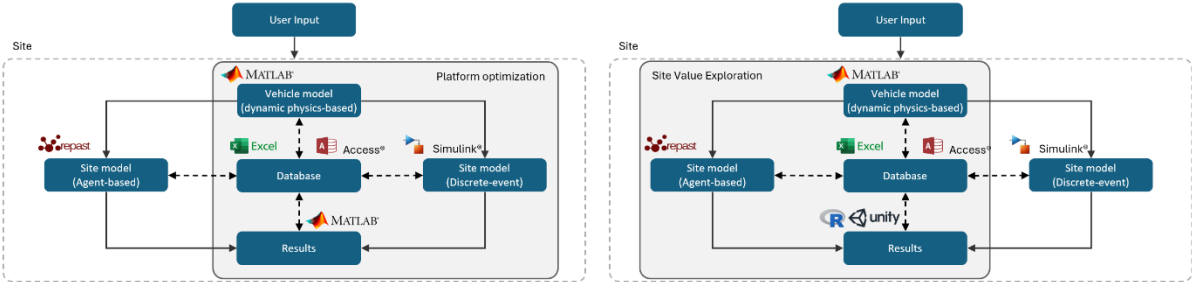 User Input
Site
MATLAB®
Platform optimization
Vehicle model
(dynamic physics-based)
repast
Excel
Access®
Simulink®
Site model
(Agent-based)
Database
Site model
(Discrete-event)
MATLAB®
Results
User Input
Site
Site Value Exploration
MATLAB®
Vehicle model
(dynamic physics-based)
repast
Excel
Access®
Simulink®
Site model
(Agent-based)
Database
Site model
(Discrete-event)
R
unity
Results